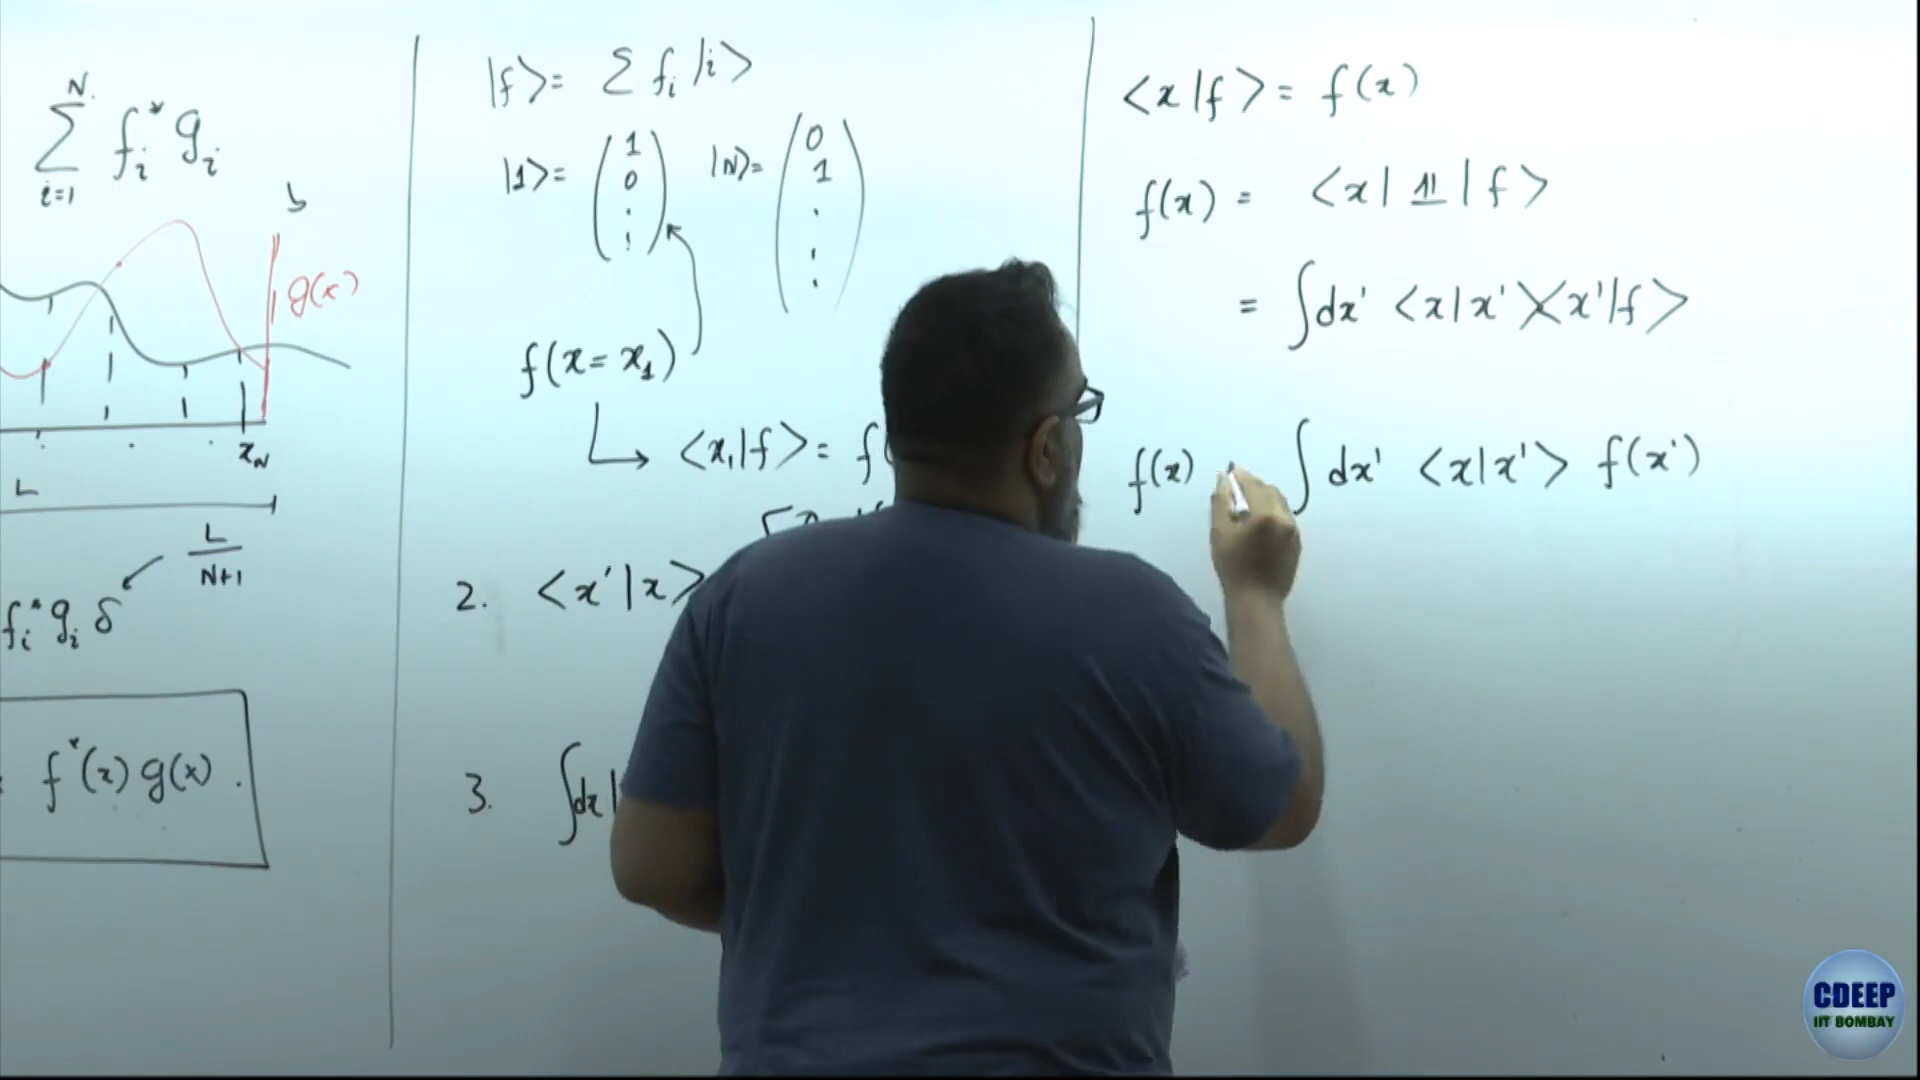 N
∑ fᵢ* gᵢ
i=1
b
g(x)
x_N
L
L
N+1
fᵢ* gᵢ δ
f*(x) g(x) .
|f> = Σ fᵢ |i>
|1> = ( 1 0 : : ) |N> = ( 0 1 . . . )
f(x = x₁)
<x₁|f> = f
2. <x'|x>
3. ∫dx |
<x|f> = f(x)
f(x) = <x| 𝟙 |f>
= ∫dx' <x|x'><x'|f>
f(x) ∫dx' <x|x'> f(x')
CDEEP
IIT BOMBAY